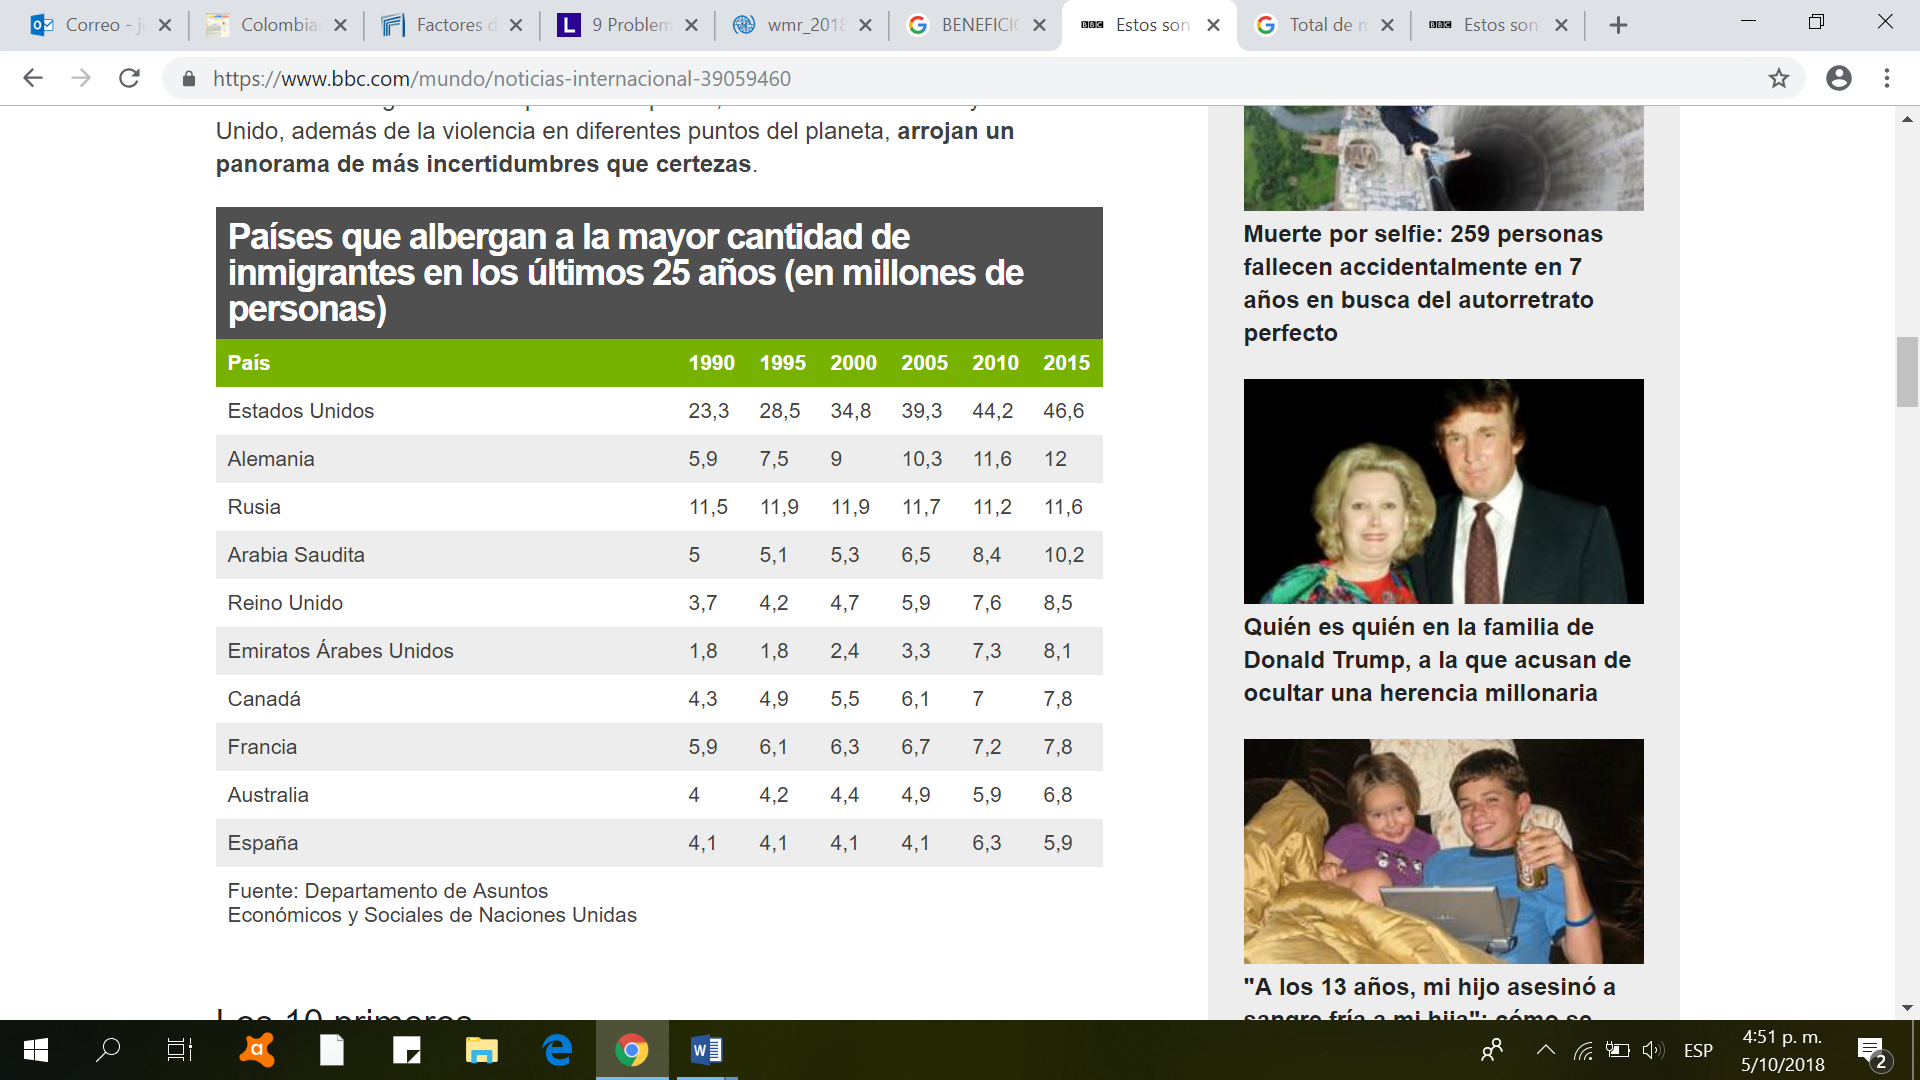 Correo - j
Colombian
Factores d
9 Problem
wmr_2018
BENEFICIO
Estos son
Total de m
Estos son
https://www.bbc.com/mundo/noticias-internacional-39059460
Unido, además de la violencia en diferentes puntos del planeta, arrojan un
panorama de más incertidumbres que certezas.
Países que albergan a la mayor cantidad de
inmigrantes en los últimos 25 años (en millones de
personas)
País 1990 1995 2000 2005 2010 2015
Estados Unidos 23,3 28,5 34,8 39,3 44,2 46,6
Alemania 5,9 7,5 9 10,3 11,6 12
Rusia 11,5 11,9 11,9 11,7 11,2 11,6
Arabia Saudita 5 5,1 5,3 6,5 8,4 10,2
Reino Unido 3,7 4,2 4,7 5,9 7,6 8,5
Emiratos Árabes Unidos 1,8 1,8 2,4 3,3 7,3 8,1
Canadá 4,3 4,9 5,5 6,1 7 7,8
Francia 5,9 6,1 6,3 6,7 7,2 7,8
Australia 4 4,2 4,4 4,9 5,9 6,8
España 4,1 4,1 4,1 4,1 6,3 5,9
Fuente: Departamento de Asuntos
Económicos y Sociales de Naciones Unidas
Los 10 primeros
Muerte por selfie: 259 personas
fallecen accidentalmente en 7
años en busca del autorretrato
perfecto
Quién es quién en la familia de
Donald Trump, a la que acusan de
ocultar una herencia millonaria
"A los 13 años, mi hijo asesinó a
sangre fría a mi hija": cómo se
ESP
4:51 p. m.
5/10/2018
2